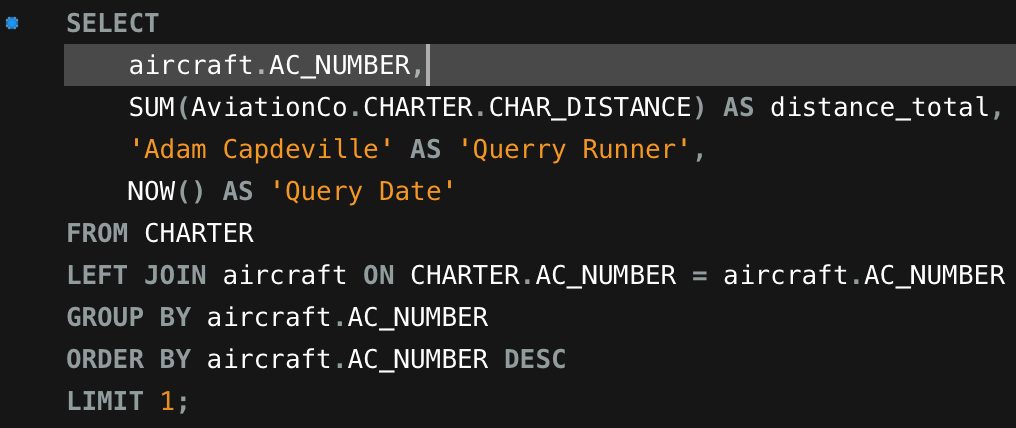 SELECT
aircraft.AC_NUMBER,
SUM(AviationCo.CHARTER.CHAR_DISTANCE) AS distance_total,
'Adam Capdeville' AS 'Querry Runner',
NOW() AS 'Query Date'
FROM CHARTER
LEFT JOIN aircraft ON CHARTER.AC_NUMBER = aircraft.AC_NUMBER
GROUP BY aircraft.AC_NUMBER
ORDER BY aircraft.AC_NUMBER DESC
LIMIT 1;